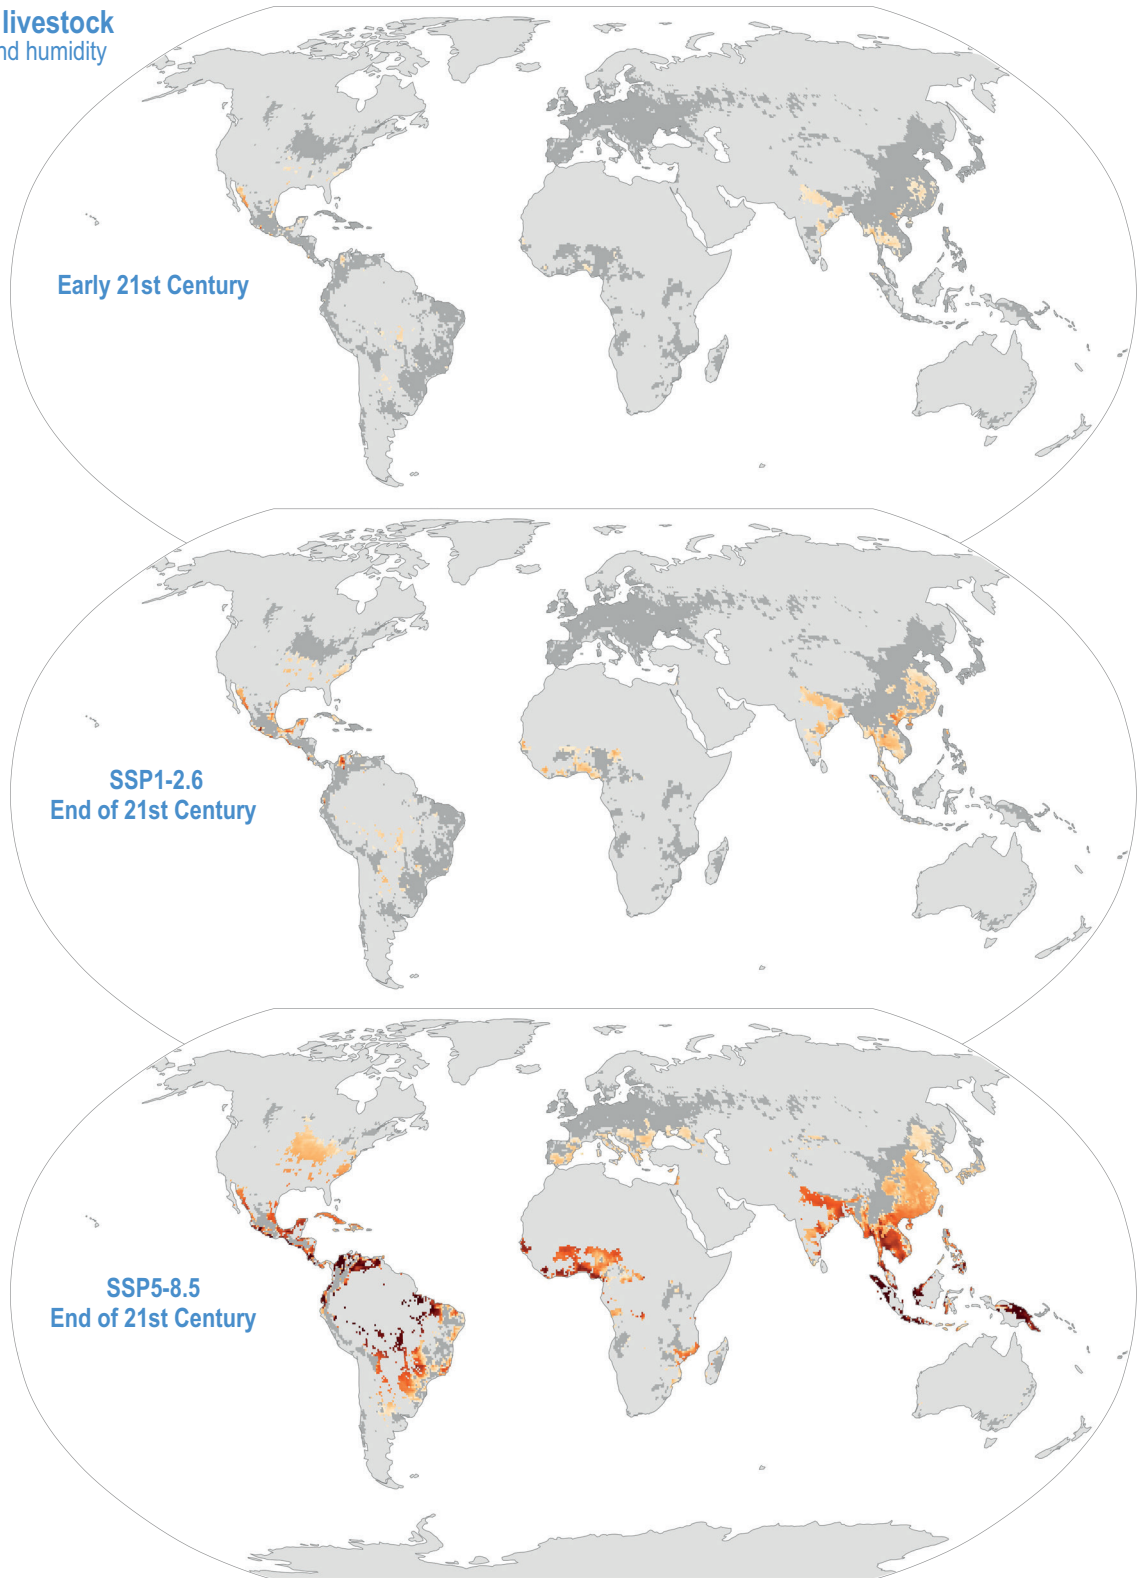 livestock
nd humidity
Early 21st Century
SSP1-2.6
End of 21st Century
SSP5-8.5
End of 21st Century